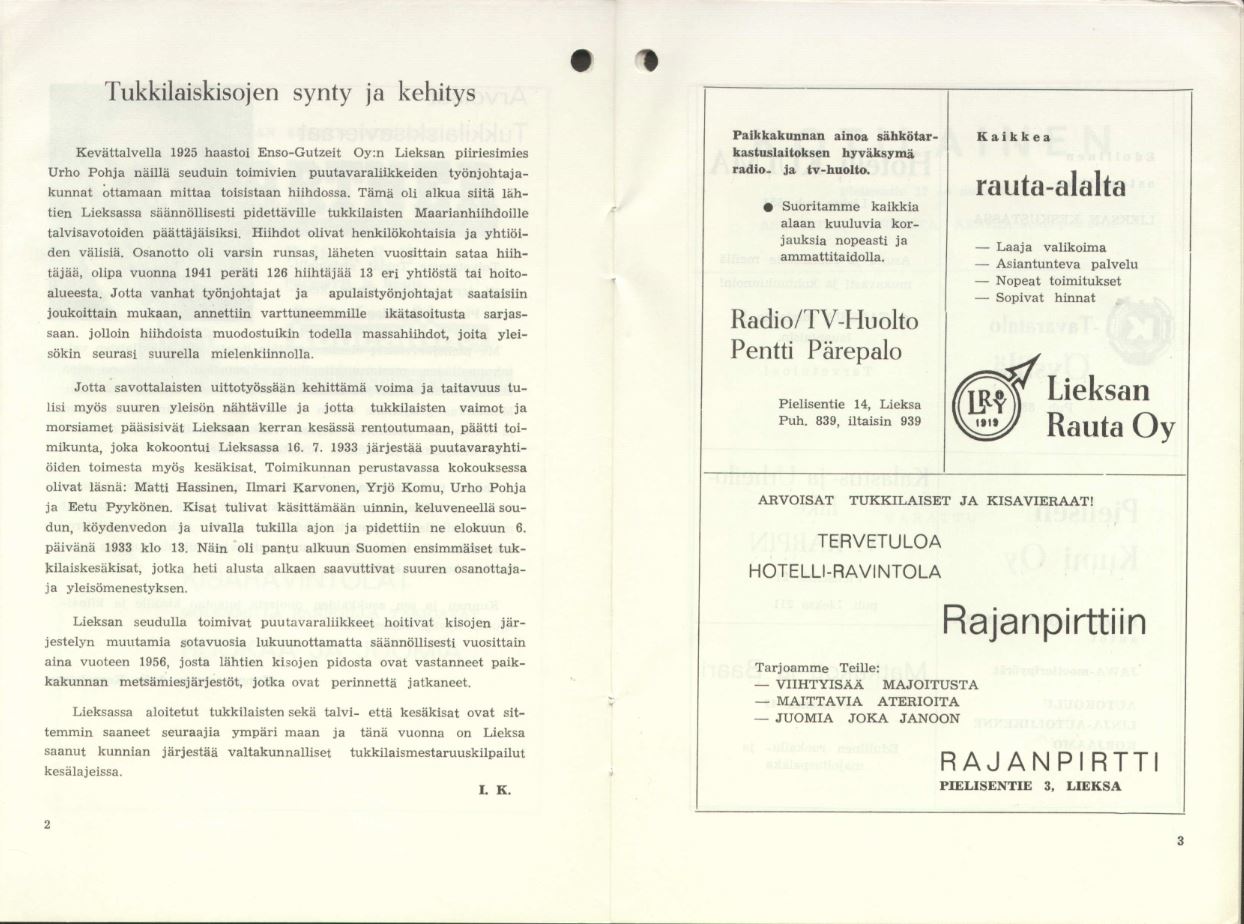 Tukkilaiskisojen synty ja kehitys
Kevättalvella 1925 haastoi Enso-Gutzeit Oy:n Lieksan piiriesimies
Urho Pohja näillä seuduin toimivien puutavaraliikkeiden työnjohtaja-
kunnat ottamaan mittaa toisistaan hiihdossa. Tämä oli alkua siitä läh-
tien Lieksassa säännöllisesti pidettäville tukkilaisten Maarianhiihdoille
talvisavotoiden päättäjäisiksi. Hiihdot olivat henkilökohtaisia ja yhtiöi-
den välisiä. Osanotto oli varsin runsas, läheten vuosittain sataa hiih-
täjää, olipa vuonna 1941 peräti 126 hiihtäjää 13 eri yhtiöstä tai hoito-
alueesta. Jotta vanhat työnjohtajat ja apulaistyönjohtajat saataisiin
joukoittain mukaan, annettiin varttuneemmille ikätasoitusta sarjas-
saan. jolloin hiihdoista muodostuikin todella massahiihdot, joita ylei-
sökin seurasi suurella mielenkiinnolla.
Jotta savottalaisten uittotyössään kehittämä voima ja taitavuus tu-
lisi myös suuren yleisön nähtäville ja jotta tukkilaisten vaimot ja
morsiamet pääsisivät Lieksaan kerran kesässä rentoutumaan, päätti toi-
mikunta, joka kokoontui Lieksassa 16. 7. 1933 järjestää puutavarayhti-
öiden toimesta myös kesäkisat. Toimikunnan perustavassa kokouksessa
olivat läsnä: Matti Hassinen, Ilmari Karvonen, Yrjö Komu, Urho Pohja
ja Eetu Pyykönen. Kisat tulivat käsittämään uinnin, keluveneellä sou-
dun, köydenvedon ja uivalla tukilla ajon ja pidettiin ne elokuun 6.
päivänä 1933 klo 13. Näin oli pantu alkuun Suomen ensimmäiset tuk-
kilaiskesäkisat, jotka heti alusta alkaen saavuttivat suuren osanottaja-
ja yleisömenestyksen.
Lieksan seudulla toimivat puutavaraliikkeet hoitivat kisojen jär-
jestelyn muutamia sotavuosia lukuunottamatta säännöllisesti vuosittain
aina vuoteen 1956, josta lähtien kisojen pidosta ovat vastanneet paik-
kakunnan metsämiesjärjestöt, jotka ovat perinnettä jatkaneet.
Lieksassa aloitetut tukkilaisten sekä talvi- että kesäkisat ovat sit-
temmin saaneet seuraajia ympäri maan ja tänä vuonna on Lieksa
saanut kunnian järjestää valtakunnalliset tukkilaismestaruuskilpailut
kesälajeissa.
I. K.
2
Paikkakunnan ainoa sähkötar-
kastuslaitoksen hyväksymä
radio- ja tv-huolto.
● Suoritamme kaikkia
alaan kuuluvia kor-
jauksia nopeasti ja
ammattitaidolla.
Radio/TV-Huolto
Pentti Pärepalo
Pielisentie 14, Lieksa
Puh. 839, iltaisin 939
Kaikkea
rauta-alalta
— Laaja valikoima
— Asiantunteva palvelu
— Nopeat toimitukset
— Sopivat hinnat
LROY
1919
Lieksan
Rauta Oy
ARVOISAT TUKKILAISET JA KISAVIERAAT!
TERVETULOA
HOTELLI-RAVINTOLA
Rajanpirttiin
Tarjoamme Teille:
— VIIHTYISÄÄ MAJOITUSTA
— MAITTAVIA ATERIOITA
— JUOMIA JOKA JANOON
RAJANPIRTTI
PIELISENTIE 3, LIEKSA
3